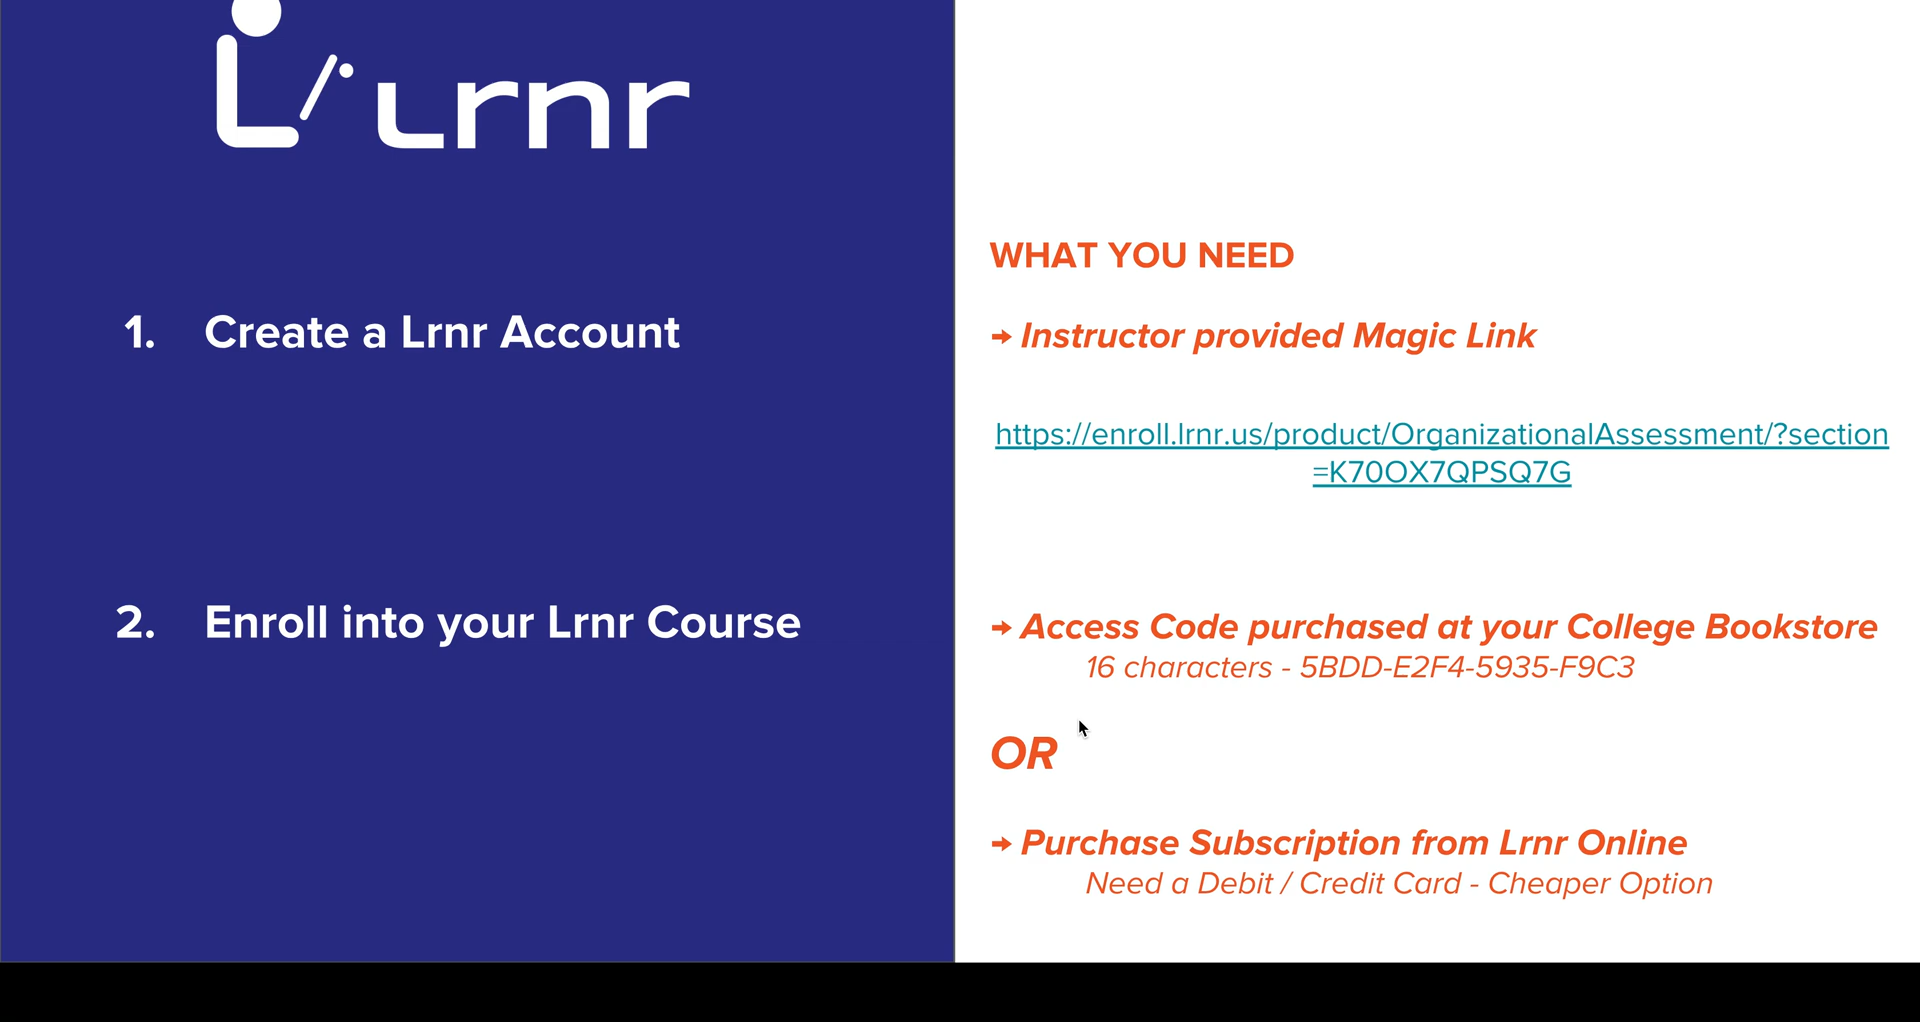 Lrnr
1. Create a Lrnr Account
2. Enroll into your Lrnr Course
WHAT YOU NEED
➞ Instructor provided Magic Link
https://enroll.lrnr.us/product/OrganizationalAssessment/?section
=K70OX7QPSQ7G
➞ Access Code purchased at your College Bookstore
16 characters - 5BDD-E2F4-5935-F9C3
OR
➞ Purchase Subscription from Lrnr Online
Need a Debit / Credit Card - Cheaper Option